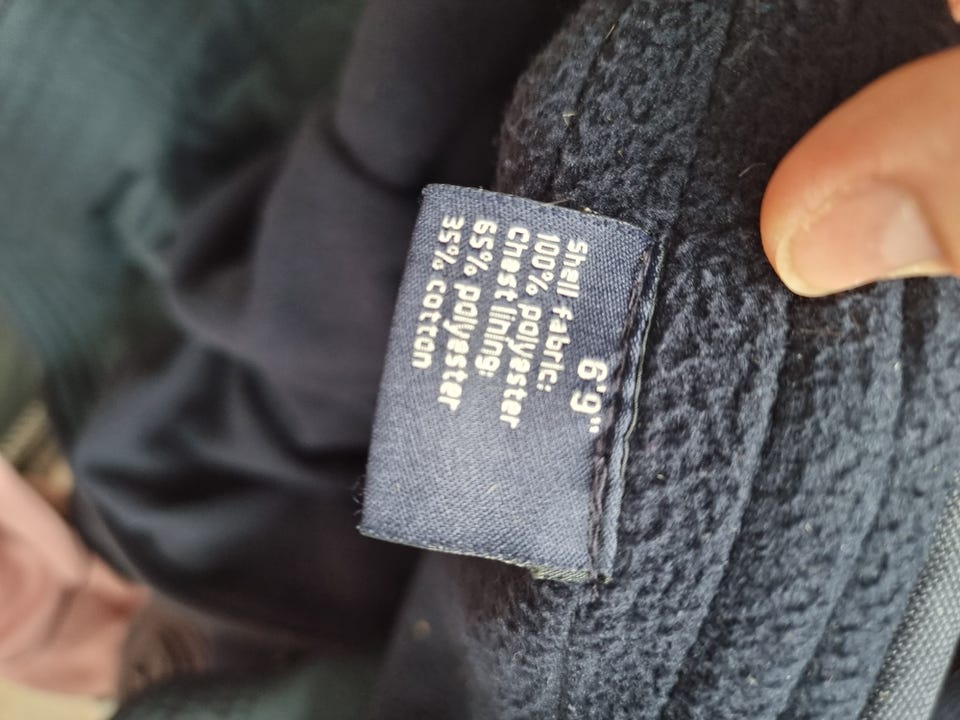 6'9"
Shell fabric:
100% polyester
Chest lining:
65% polyester
35% cotton